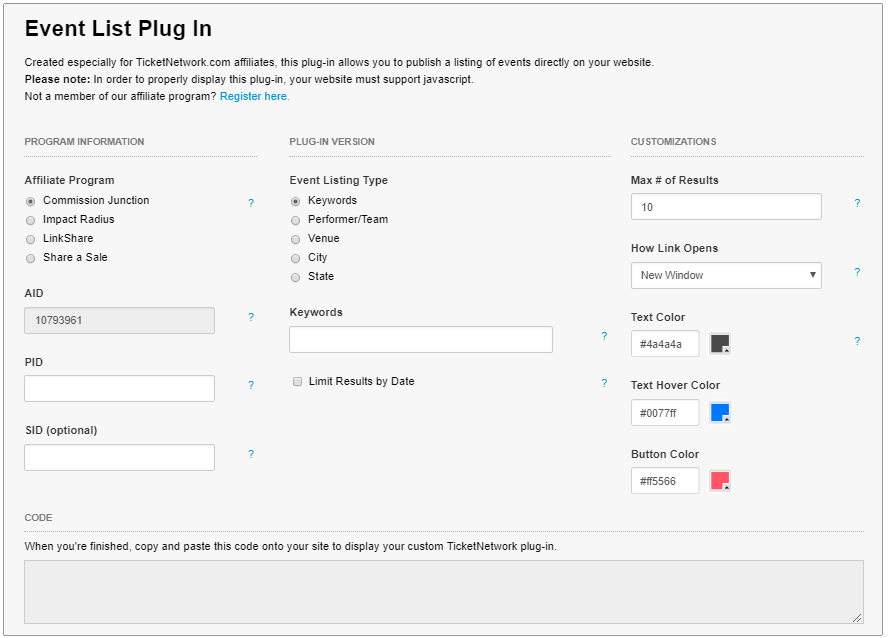 Event List Plug In
Created especially for TicketNetwork.com affiliates, this plug-in allows you to publish a listing of events directly on your website.
Please note: In order to properly display this plug-in, your website must support javascript.
Not a member of our affiliate program? Register here.
PROGRAM INFORMATION
Affiliate Program
Commission Junction
?
Impact Radius
LinkShare
Share a Sale
AID
10793961
?
PID
?
SID (optional)
?
PLUG-IN VERSION
Event Listing Type
Keywords
Performer/Team
Venue
City
State
Keywords
?
Limit Results by Date
?
CUSTOMIZATIONS
Max # of Results
10
?
How Link Opens
New Window
?
Text Color
#4a4a4a
?
Text Hover Color
#0077ff
Button Color
#ff5566
CODE
When you're finished, copy and paste this code onto your site to display your custom TicketNetwork plug-in.